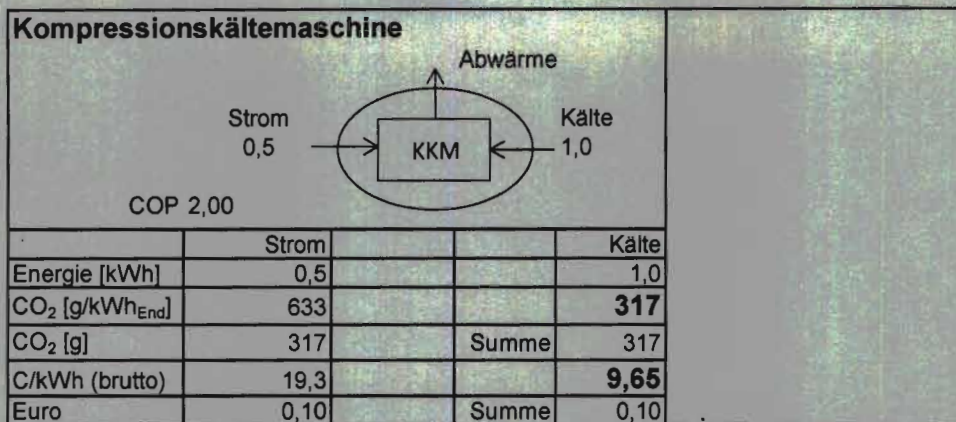 Kompressionskältemaschine
Abwärme
Strom Kälte
0,5 KKM 1,0
COP 2,00
Strom Kälte
Energie [kWh] 0,5 1,0
CO₂ [g/kWhEnd] 633 317
CO₂ [g] 317 Summe 317
C/kWh (brutto) 19,3 9,65
Euro 0,10 Summe 0,10